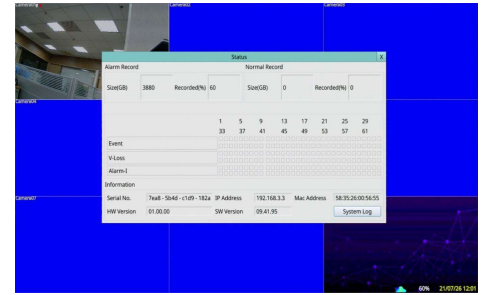 Camera01
Camera02
Camera03
Status X
Alarm Record Normal Record
Size(GB) 3880 Recorded(%) 60 Size(GB) 0 Recorded(%) 0
Camera04
1 5 9 13 17 21 25 29
33 37 41 45 49 53 57 61
Event
V-Loss
Alarm-I
Information
Serial No. 7ea8 - 5b4d - c1d9 - 182a IP Address 192.168.3.3 Mac Address 58:35:26:00:56:55
Camera07
HW Version 01.00.00 SW Version 09.41.95 System Log
60% 21/07/26 12:01